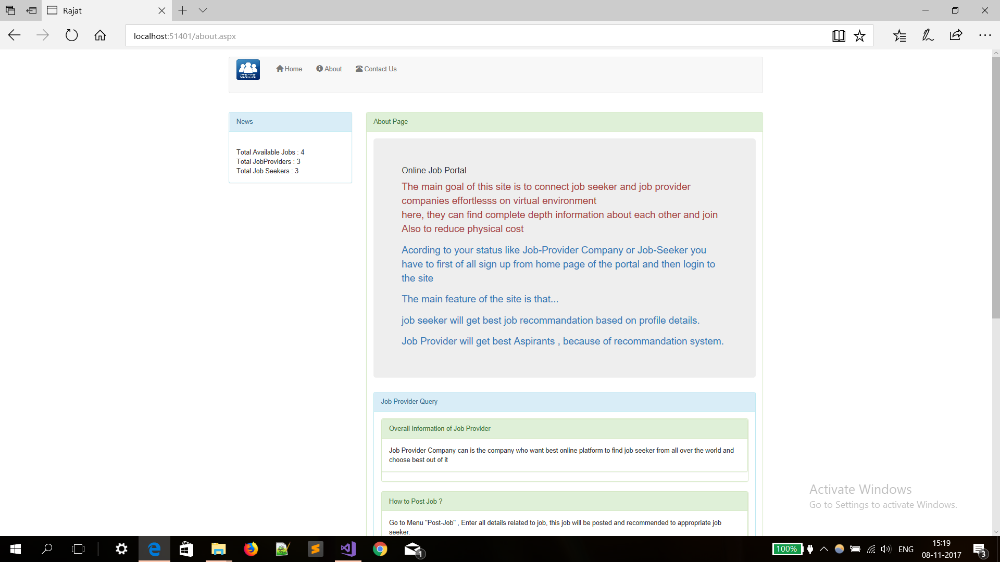 Rajat
localhost:51401/about.aspx
Home
About
Contact Us
News
Total Available Jobs : 4
Total JobProviders : 3
Total Job Seekers : 3
About Page
Online Job Portal
The main goal of this site is to connect job seeker and job provider
companies effortlesss on virtual environment
here, they can find complete depth information about each other and join
Also to reduce physical cost
Acording to your status like Job-Provider Company or Job-Seeker you
have to first of all sign up from home page of the portal and then login to
the site
The main feature of the site is that...
job seeker will get best job recommandation based on profile details.
Job Provider will get best Aspirants , because of recommandation system.
Job Provider Query
Overall Information of Job Provider
Job Provider Company can is the company who want best online platform to find job seeker from all over the world and
choose best out of it
How to Post Job ?
Go to Menu "Post-Job" , Enter all details related to job, this job will be posted and recommended to appropriate job
seeker.
Activate Windows
Go to Settings to activate Windows.
1
100%
ENG
15:19
08-11-2017
3